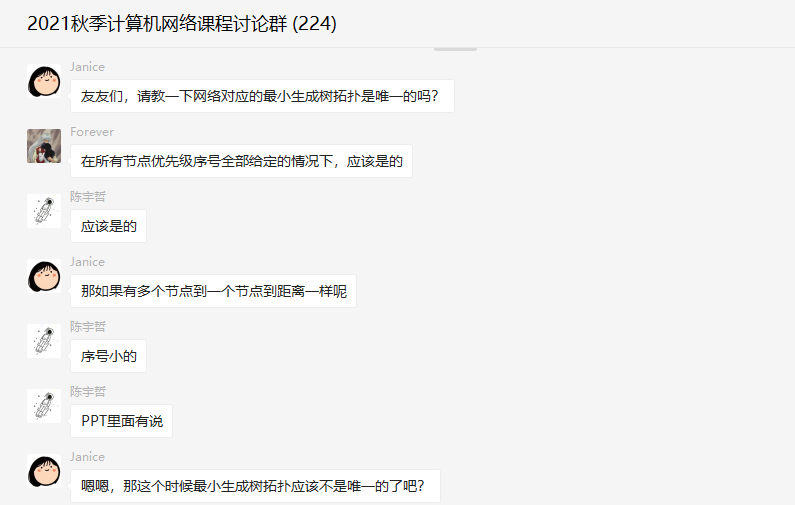 2021秋季计算机网络课程讨论群 (224)
Janice
友友们，请教一下网络对应的最小生成树拓扑是唯一的吗？
Forever
在所有节点优先级序号全部给定的情况下，应该是的
陈宇哲
应该是的
Janice
那如果有多个节点到一个节点到距离一样呢
陈宇哲
序号小的
陈宇哲
PPT里面有说
Janice
嗯嗯，那这个时候最小生成树拓扑应该不是唯一的了吧？